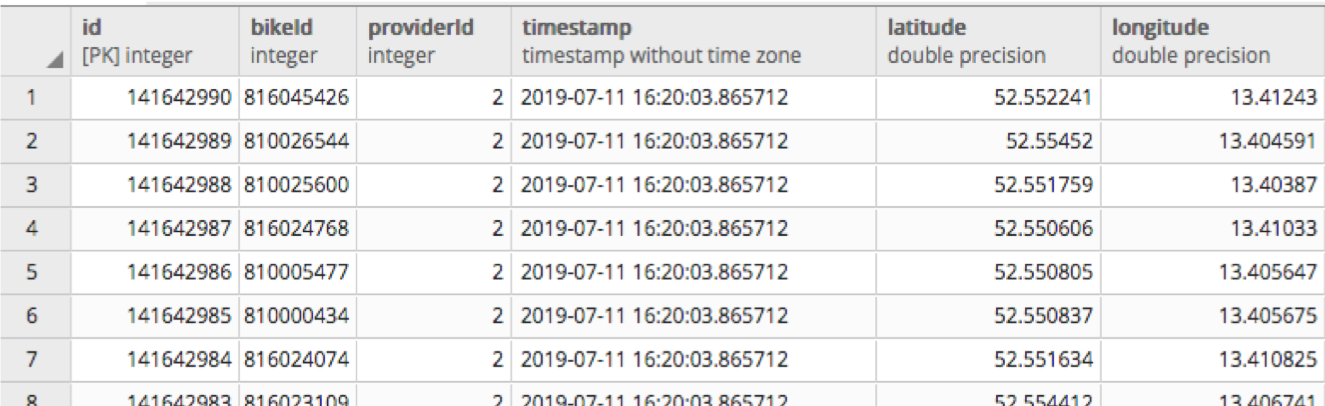 id bikeId providerId timestamp latitude longitude
[PK] integer integer integer timestamp without time zone double precision double precision
1 141642990 816045426 2 2019-07-11 16:20:03.865712 52.552241 13.41243
2 141642989 810026544 2 2019-07-11 16:20:03.865712 52.55452 13.404591
3 141642988 810025600 2 2019-07-11 16:20:03.865712 52.551759 13.40387
4 141642987 816024768 2 2019-07-11 16:20:03.865712 52.550606 13.41033
5 141642986 810005477 2 2019-07-11 16:20:03.865712 52.550805 13.405647
6 141642985 810000434 2 2019-07-11 16:20:03.865712 52.550837 13.405675
7 141642984 816024074 2 2019-07-11 16:20:03.865712 52.551634 13.410825
8 141642983 816023109 2 2019-07-11 16:20:03.865712 52.554412 13.406741